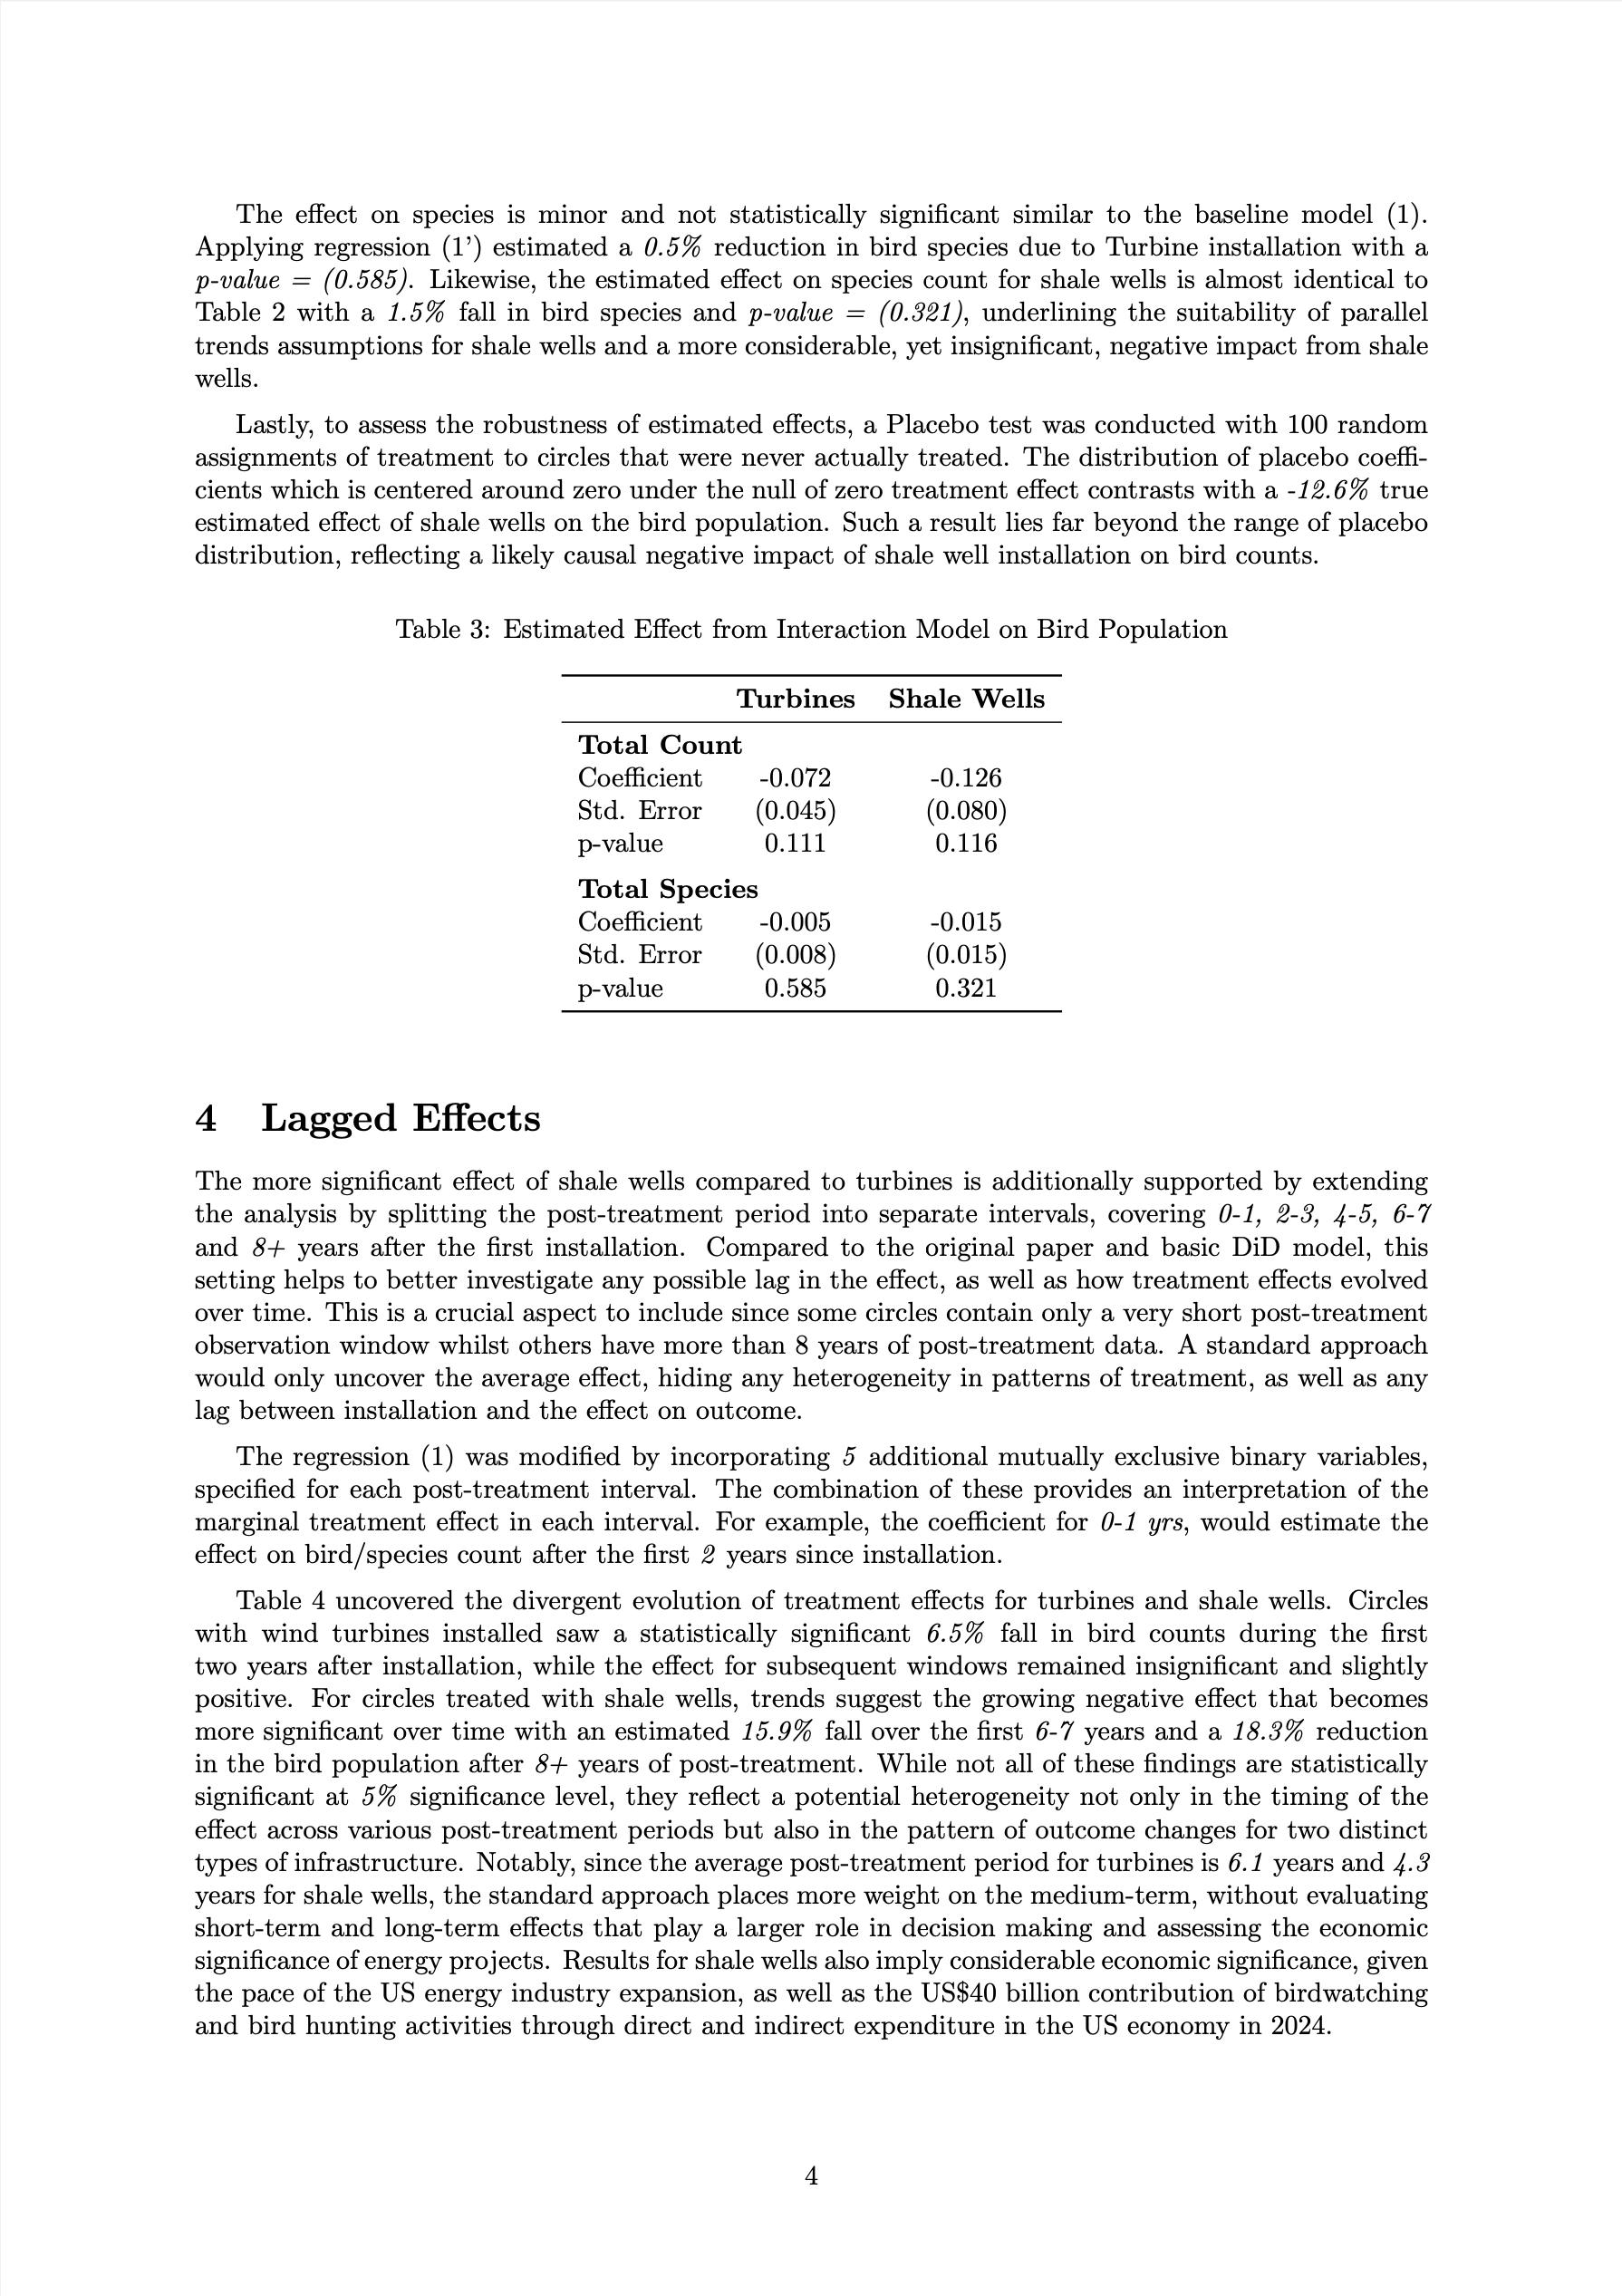 The effect on species is minor and not statistically significant similar to the baseline model (1).
Applying regression (1’) estimated a 0.5% reduction in bird species due to Turbine installation with a
p-value = (0.585). Likewise, the estimated effect on species count for shale wells is almost identical to
Table 2 with a 1.5% fall in bird species and p-value = (0.321), underlining the suitability of parallel
trends assumptions for shale wells and a more considerable, yet insignificant, negative impact from shale
wells.
Lastly, to assess the robustness of estimated effects, a Placebo test was conducted with 100 random
assignments of treatment to circles that were never actually treated. The distribution of placebo coeffi-
cients which is centered around zero under the null of zero treatment effect contrasts with a -12.6% true
estimated effect of shale wells on the bird population. Such a result lies far beyond the range of placebo
distribution, reflecting a likely causal negative impact of shale well installation on bird counts.
Table 3: Estimated Effect from Interaction Model on Bird Population
Turbines Shale Wells
Total Count
Coefficient -0.072 -0.126
Std. Error (0.045) (0.080)
p-value 0.111 0.116
Total Species
Coefficient -0.005 -0.015
Std. Error (0.008) (0.015)
p-value 0.585 0.321
4 Lagged Effects
The more significant effect of shale wells compared to turbines is additionally supported by extending
the analysis by splitting the post-treatment period into separate intervals, covering 0-1, 2-3, 4-5, 6-7
and 8+ years after the first installation. Compared to the original paper and basic DiD model, this
setting helps to better investigate any possible lag in the effect, as well as how treatment effects evolved
over time. This is a crucial aspect to include since some circles contain only a very short post-treatment
observation window whilst others have more than 8 years of post-treatment data. A standard approach
would only uncover the average effect, hiding any heterogeneity in patterns of treatment, as well as any
lag between installation and the effect on outcome.
The regression (1) was modified by incorporating 5 additional mutually exclusive binary variables,
specified for each post-treatment interval. The combination of these provides an interpretation of the
marginal treatment effect in each interval. For example, the coefficient for 0-1 yrs, would estimate the
effect on bird/species count after the first 2 years since installation.
Table 4 uncovered the divergent evolution of treatment effects for turbines and shale wells. Circles
with wind turbines installed saw a statistically significant 6.5% fall in bird counts during the first
two years after installation, while the effect for subsequent windows remained insignificant and slightly
positive. For circles treated with shale wells, trends suggest the growing negative effect that becomes
more significant over time with an estimated 15.9% fall over the first 6-7 years and a 18.3% reduction
in the bird population after 8+ years of post-treatment. While not all of these findings are statistically
significant at 5% significance level, they reflect a potential heterogeneity not only in the timing of the
effect across various post-treatment periods but also in the pattern of outcome changes for two distinct
types of infrastructure. Notably, since the average post-treatment period for turbines is 6.1 years and 4.3
years for shale wells, the standard approach places more weight on the medium-term, without evaluating
short-term and long-term effects that play a larger role in decision making and assessing the economic
significance of energy projects. Results for shale wells also imply considerable economic significance, given
the pace of the US energy industry expansion, as well as the US$40 billion contribution of birdwatching
and bird hunting activities through direct and indirect expenditure in the US economy in 2024.
4